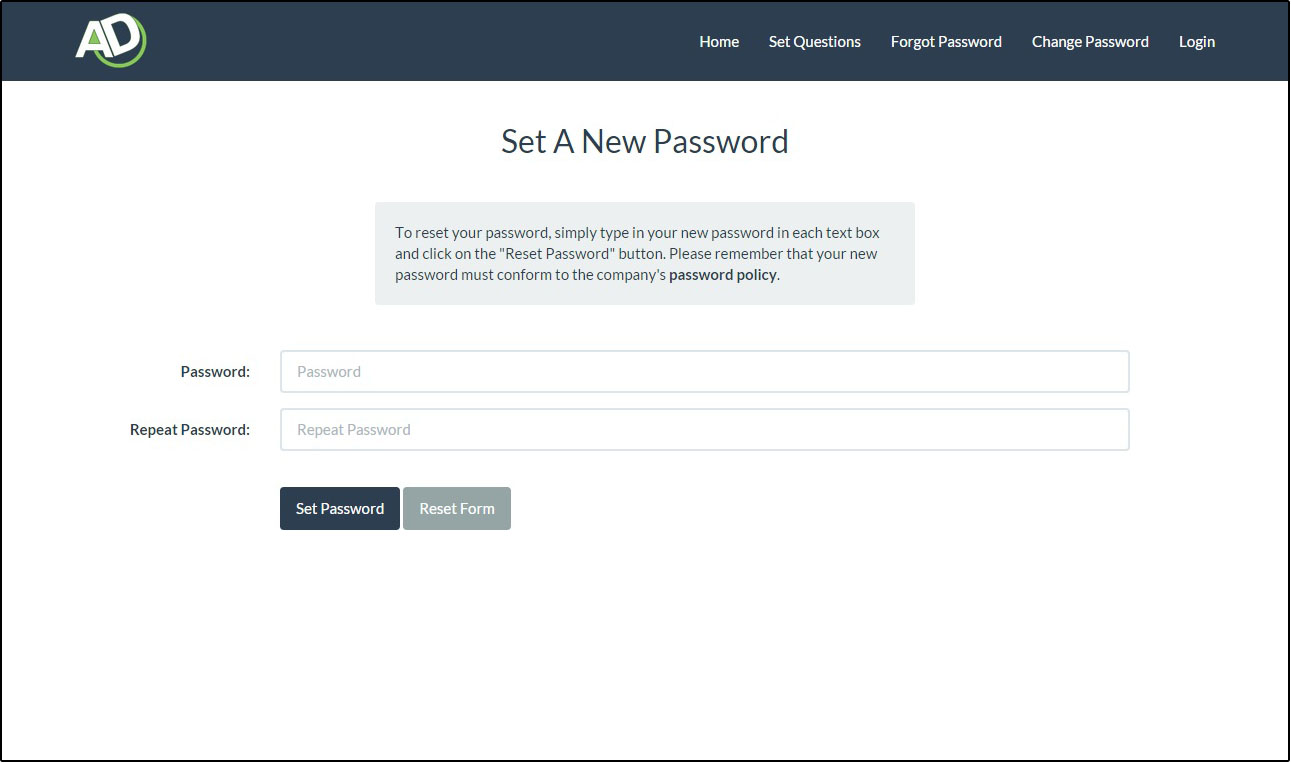 AD
Home Set Questions Forgot Password Change Password Login
Set A New Password
To reset your password, simply type in your new password in each text box
and click on the "Reset Password" button. Please remember that your new
password must conform to the company's password policy.
Password: Password
Repeat Password: Repeat Password
Set Password Reset Form